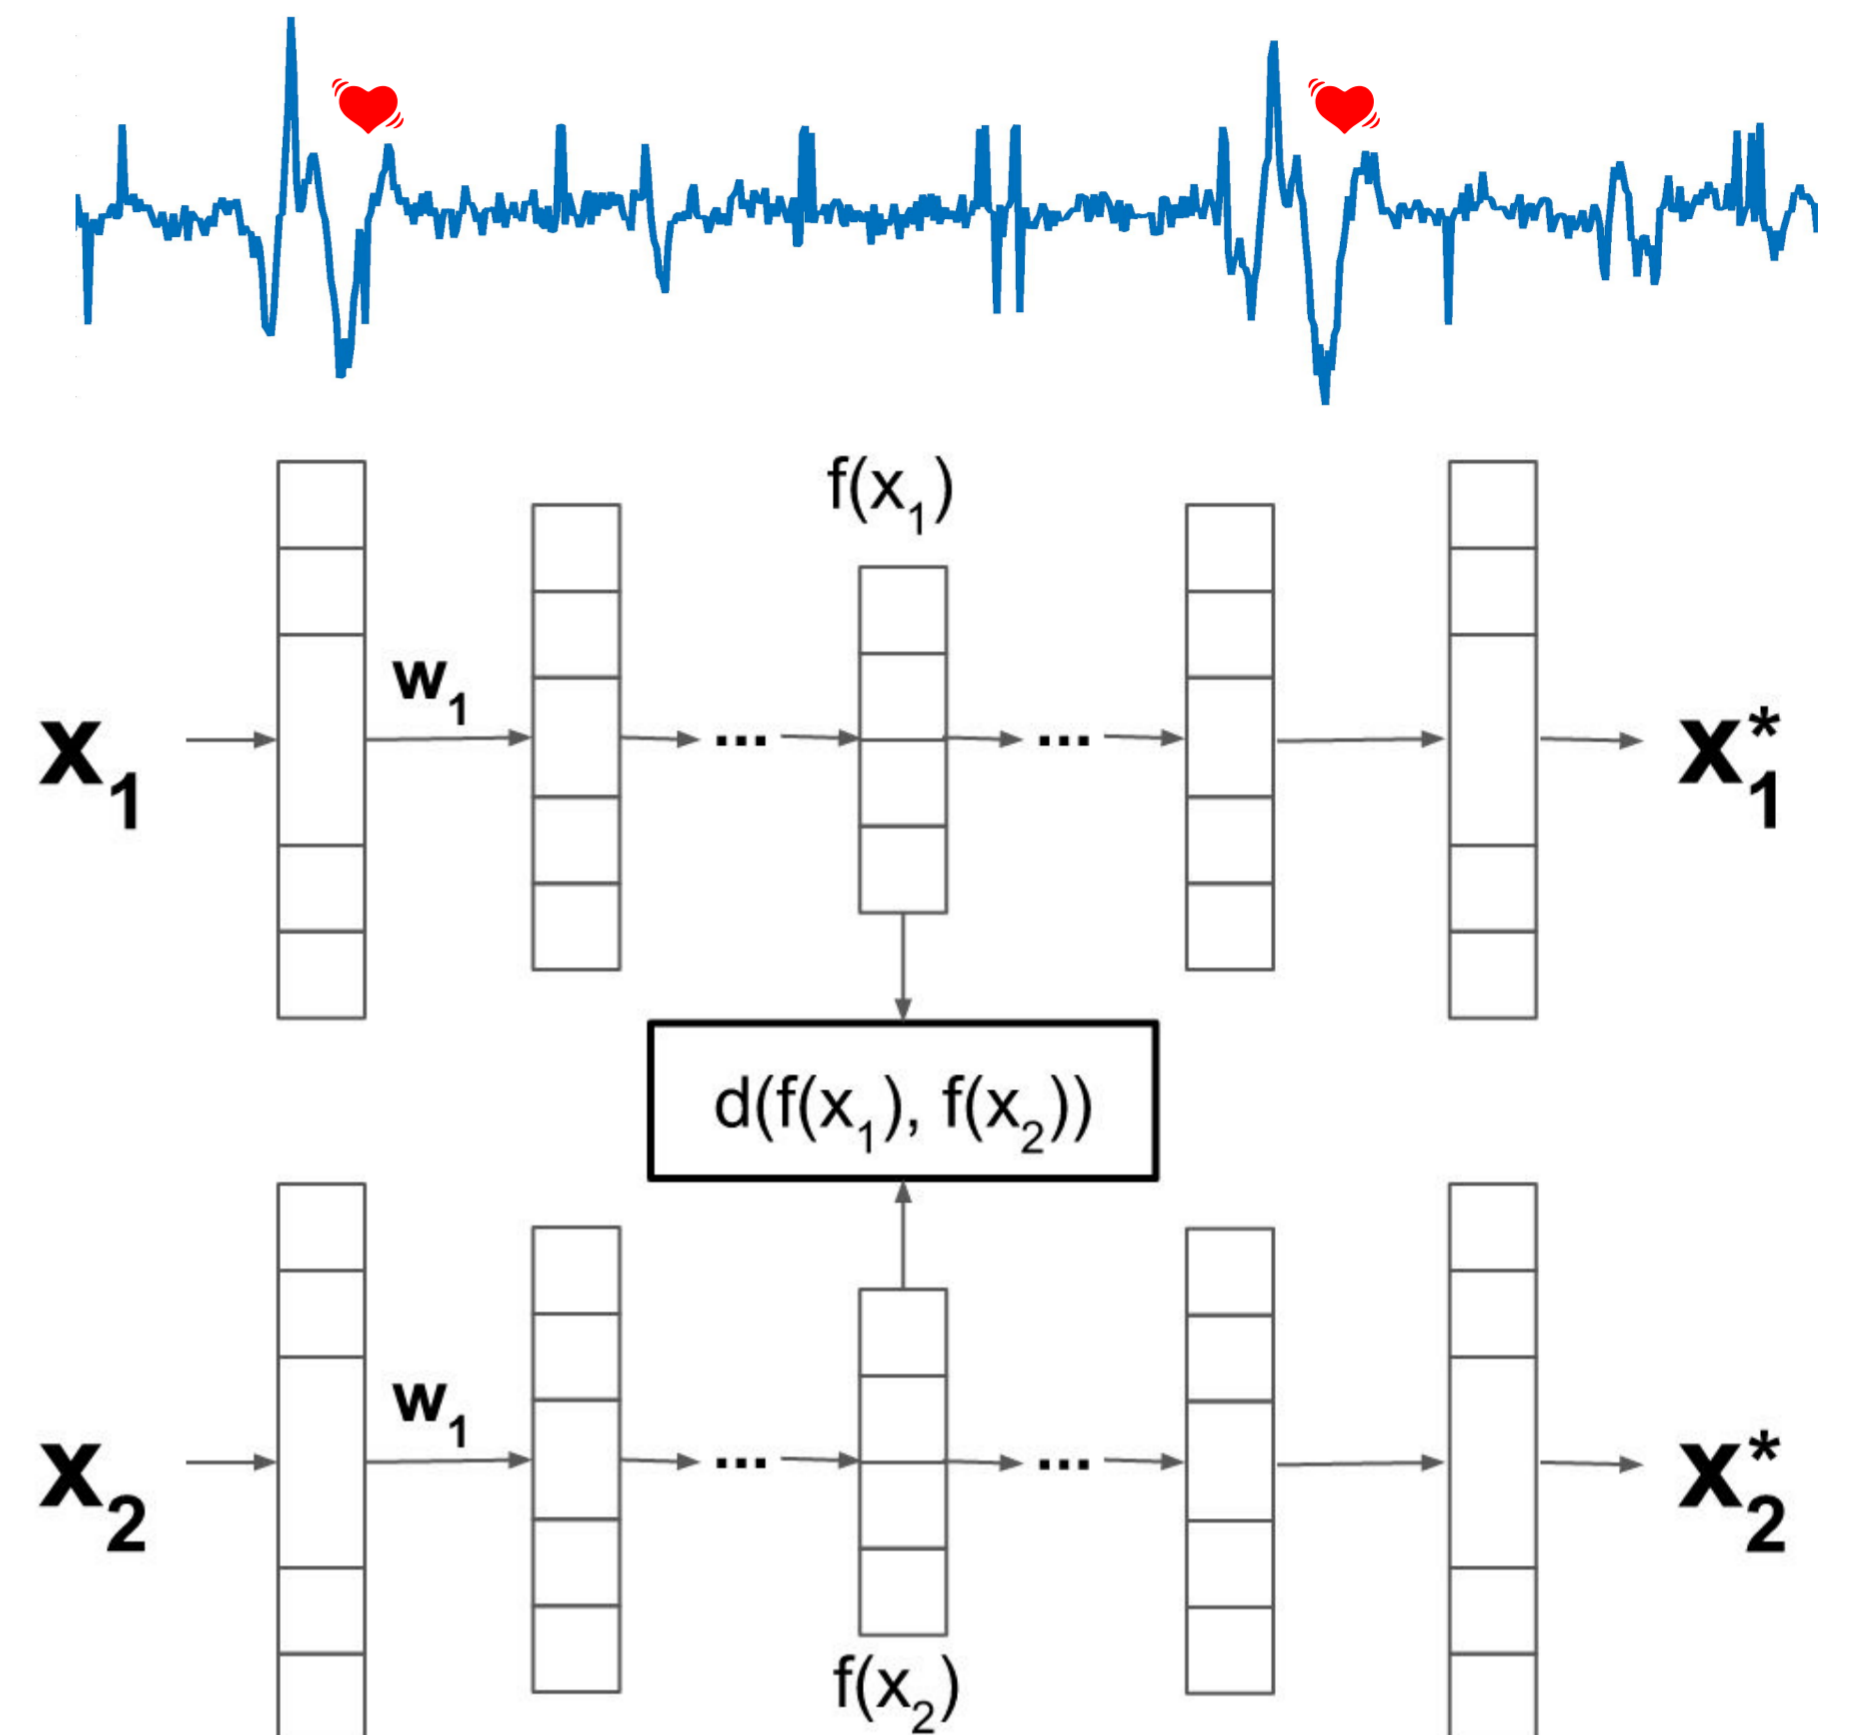 f(x₁)
w₁
x₁ ... ... x₁*
d(f(x₁), f(x₂))
w₁
x₂ ... ... x₂*
f(x₂)